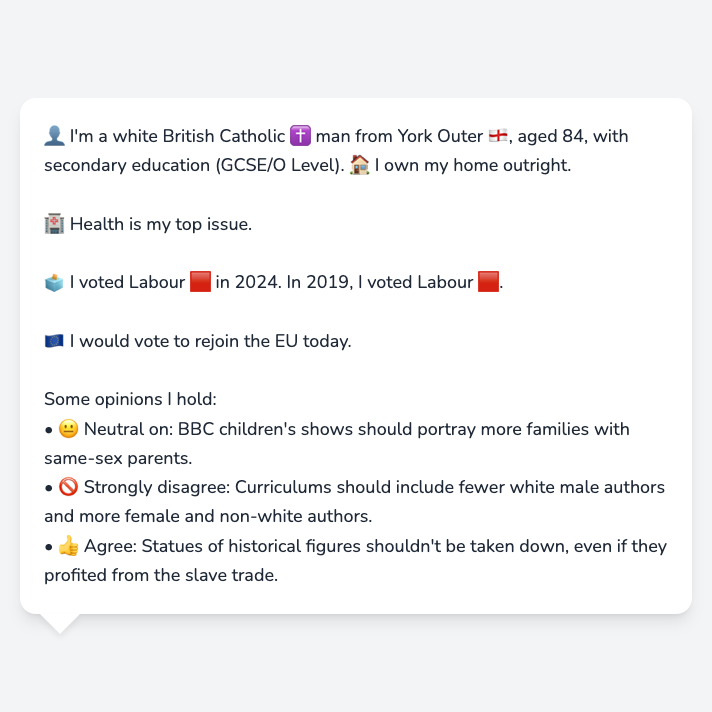 👤 I'm a white British Catholic ✝️ man from York Outer 🏴󠁧󠁢󠁥󠁮󠁧󠁿, aged 84, with
secondary education (GCSE/O Level). 🏠 I own my home outright.
🏥 Health is my top issue.
🗳️ I voted Labour 🟥 in 2024. In 2019, I voted Labour 🟥.
🇪🇺 I would vote to rejoin the EU today.
Some opinions I hold:
• 😐 Neutral on: BBC children's shows should portray more families with
same-sex parents.
• 🚫 Strongly disagree: Curriculums should include fewer white male authors
and more female and non-white authors.
• 👍 Agree: Statues of historical figures shouldn't be taken down, even if they
profited from the slave trade.